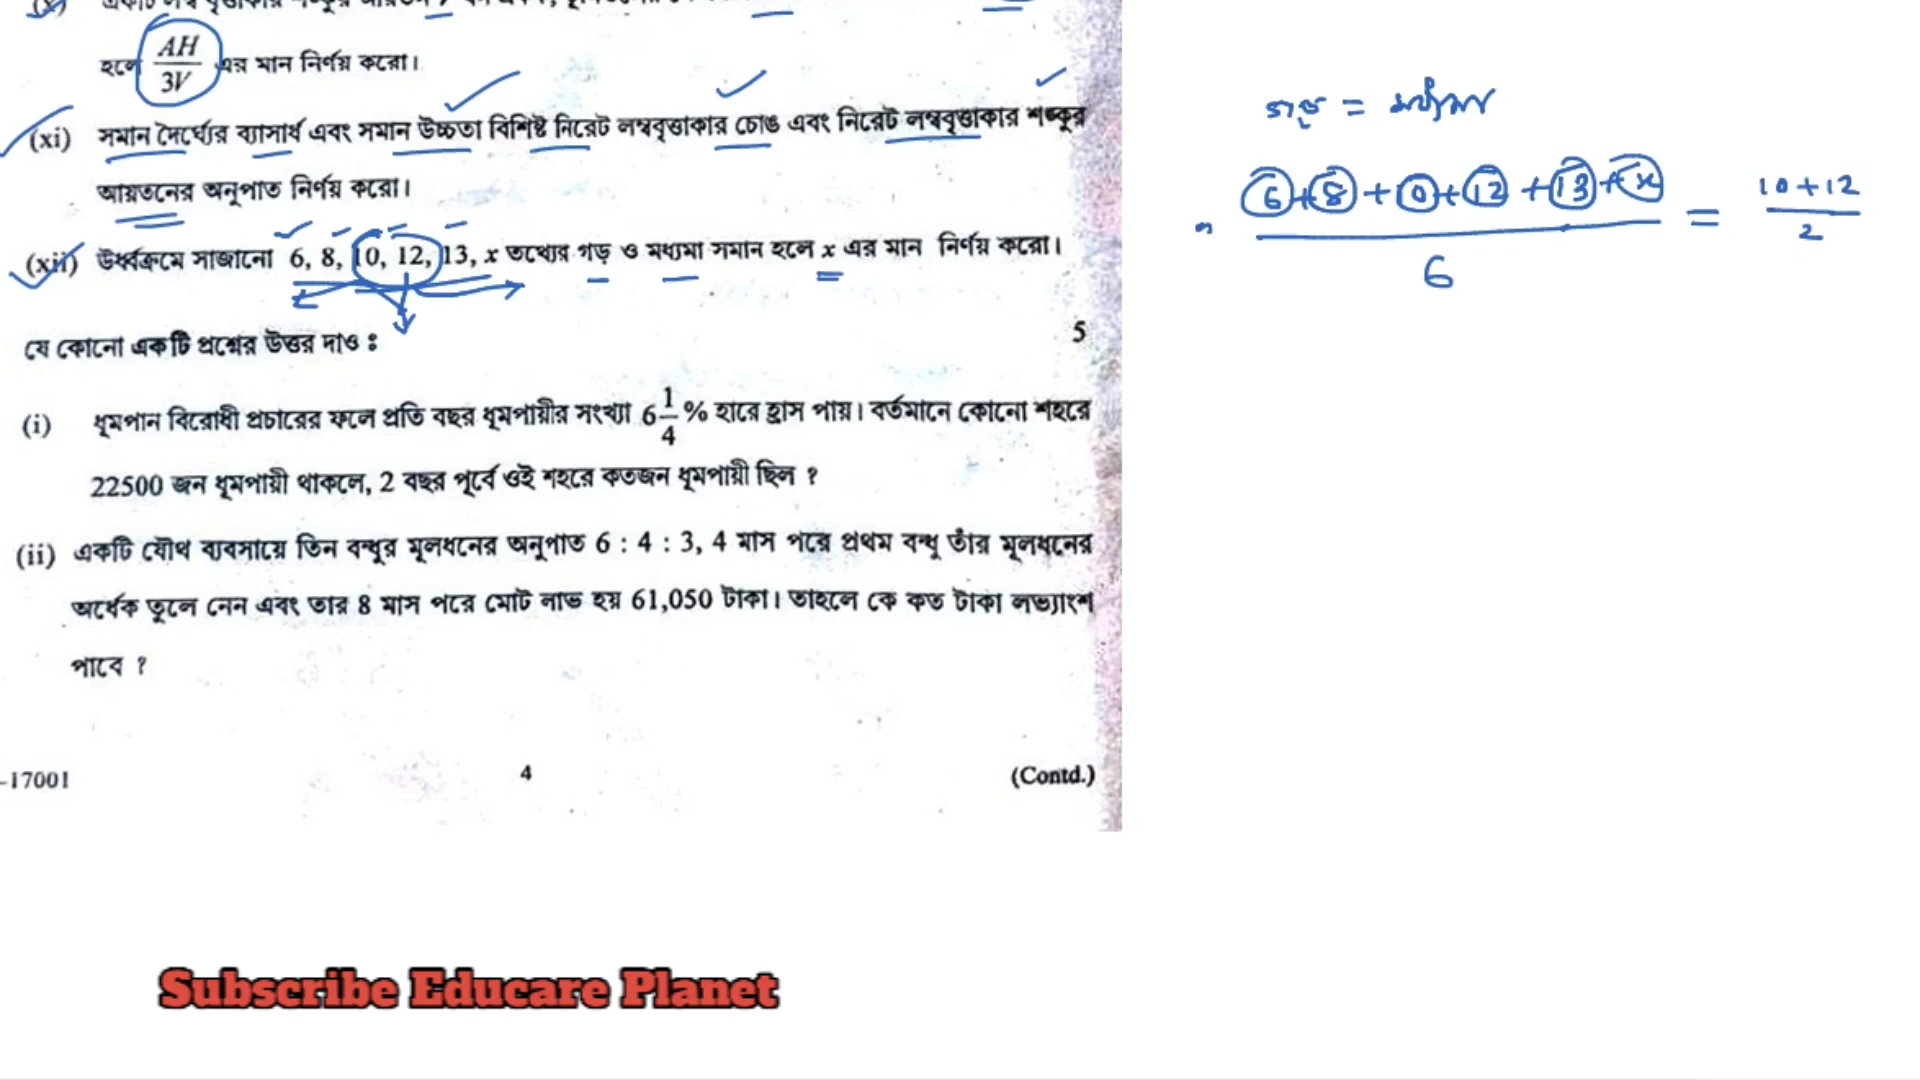 হলে AH/3V এর মান নির্ণয় করো।
(xi) সমান দৈর্ঘ্যের ব্যাসার্ধ এবং সমান উচ্চতা বিশিষ্ট নিরেট লম্ববৃত্তাকার চোঙ এবং নিরেট লম্ববৃত্তাকার শঙ্কুর
আয়তনের অনুপাত নির্ণয় করো।
(xii) উর্ধ্বক্রমে সাজানো 6, 8, 10, 12, 13, x তথ্যের গড় ও মধ্যমা সমান হলে x এর মান নির্ণয় করো।
যে কোনো একটি প্রশ্নের উত্তর দাও : 5
(i) ধূমপান বিরোধী প্রচারের ফলে প্রতি বছর ধূমপায়ীর সংখ্যা 6 1/4 % হারে হ্রাস পায়। বর্তমানে কোনো শহরে
22500 জন ধূমপায়ী থাকলে, 2 বছর পূর্বে ওই শহরে কতজন ধূমপায়ী ছিল ?
(ii) একটি যৌথ ব্যবসায়ে তিন বন্ধুর মূলধনের অনুপাত 6 : 4 : 3, 4 মাস পরে প্রথম বন্ধু তাঁর মূলধনের
অর্ধেক তুলে নেন এবং তার 8 মাস পরে মোট লাভ হয় 61,050 টাকা। তাহলে কে কত টাকা লভ্যাংশ
পাবে ?
-17001 4 (Contd.)
গড় = মধ্যমা
6+8+10+12+13+x = 10+12
6 2
Subscribe Educare Planet